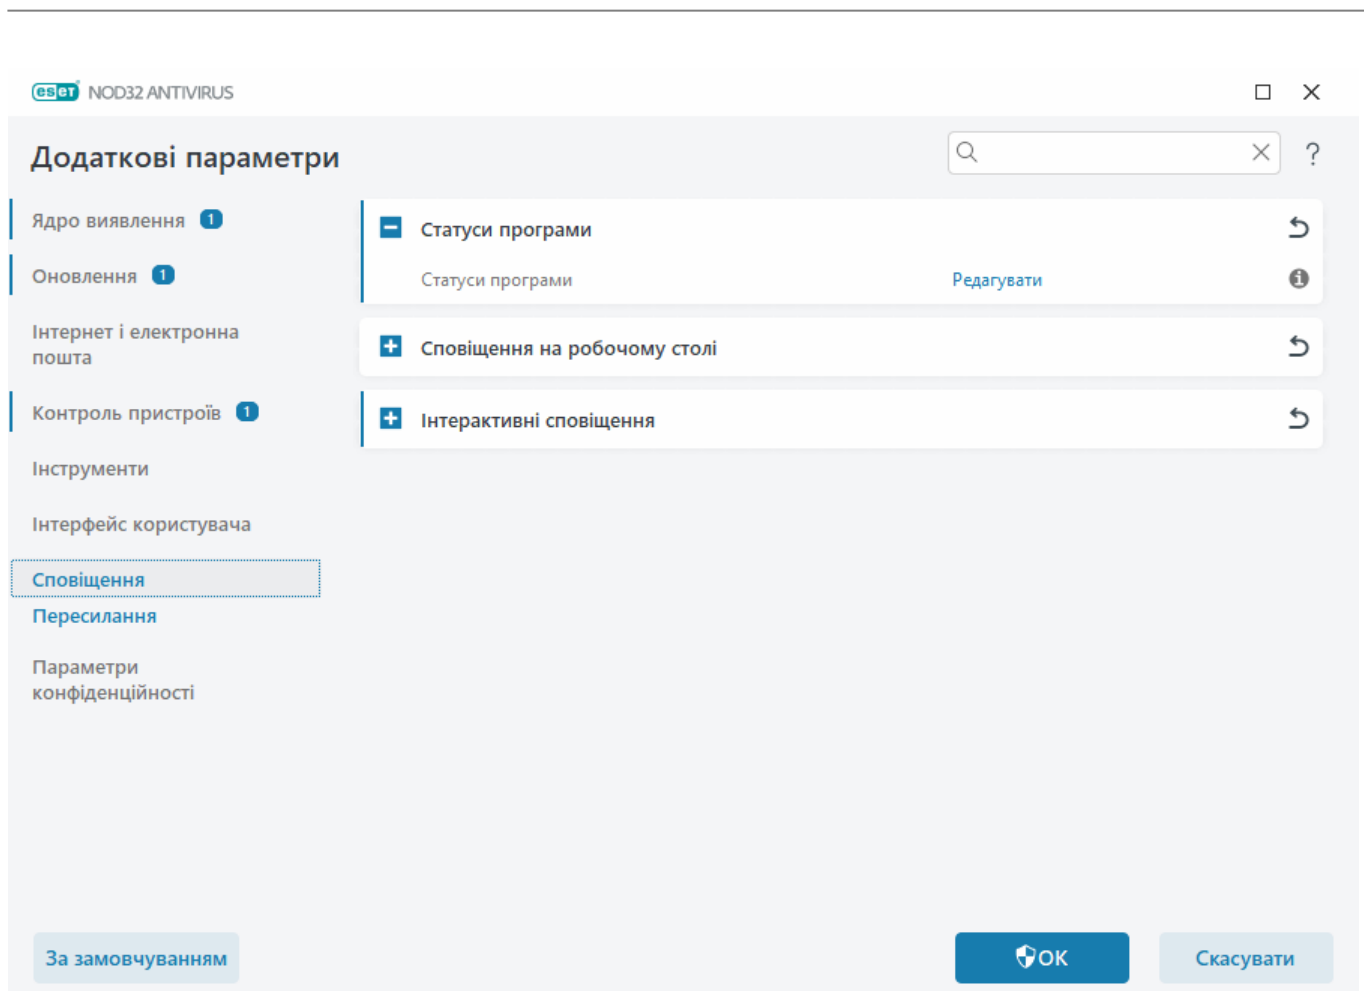 eset NOD32 ANTIVIRUS
Додаткові параметри
?
Ядро виявлення 1
Оновлення 1
Інтернет і електронна
пошта
Контроль пристроїв 1
Інструменти
Інтерфейс користувача
Сповіщення
Пересилання
Параметри
конфіденційності
Статуси програми
Статуси програми Редагувати
Сповіщення на робочому столі
Інтерактивні сповіщення
За замовчуванням
ОК
Скасувати